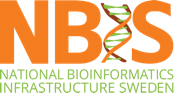 NBIS
NATIONAL BIOINFORMATICS
INFRASTRUCTURE SWEDEN